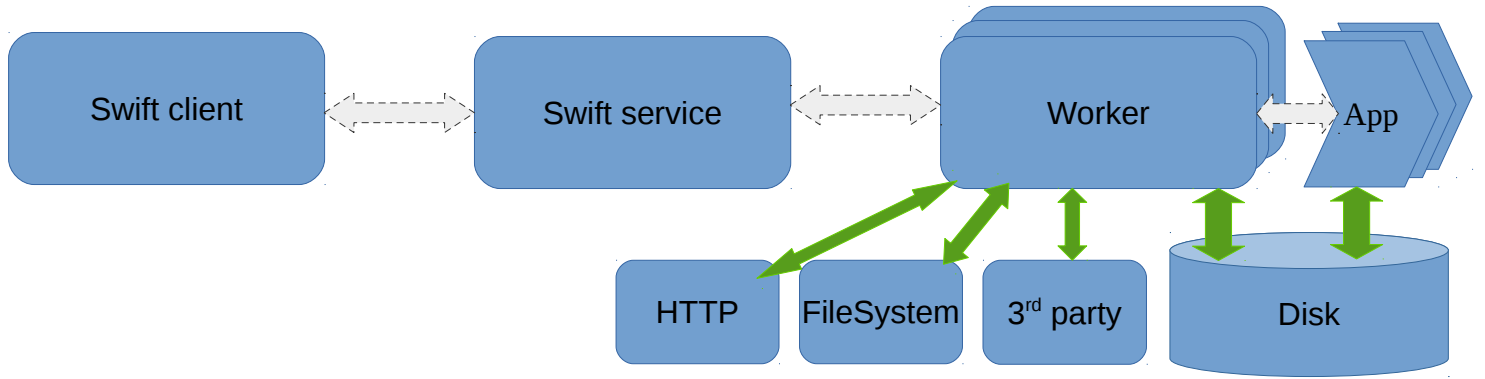 Swift client
Swift service
Worker
App
HTTP
FileSystem
3rd party
Disk